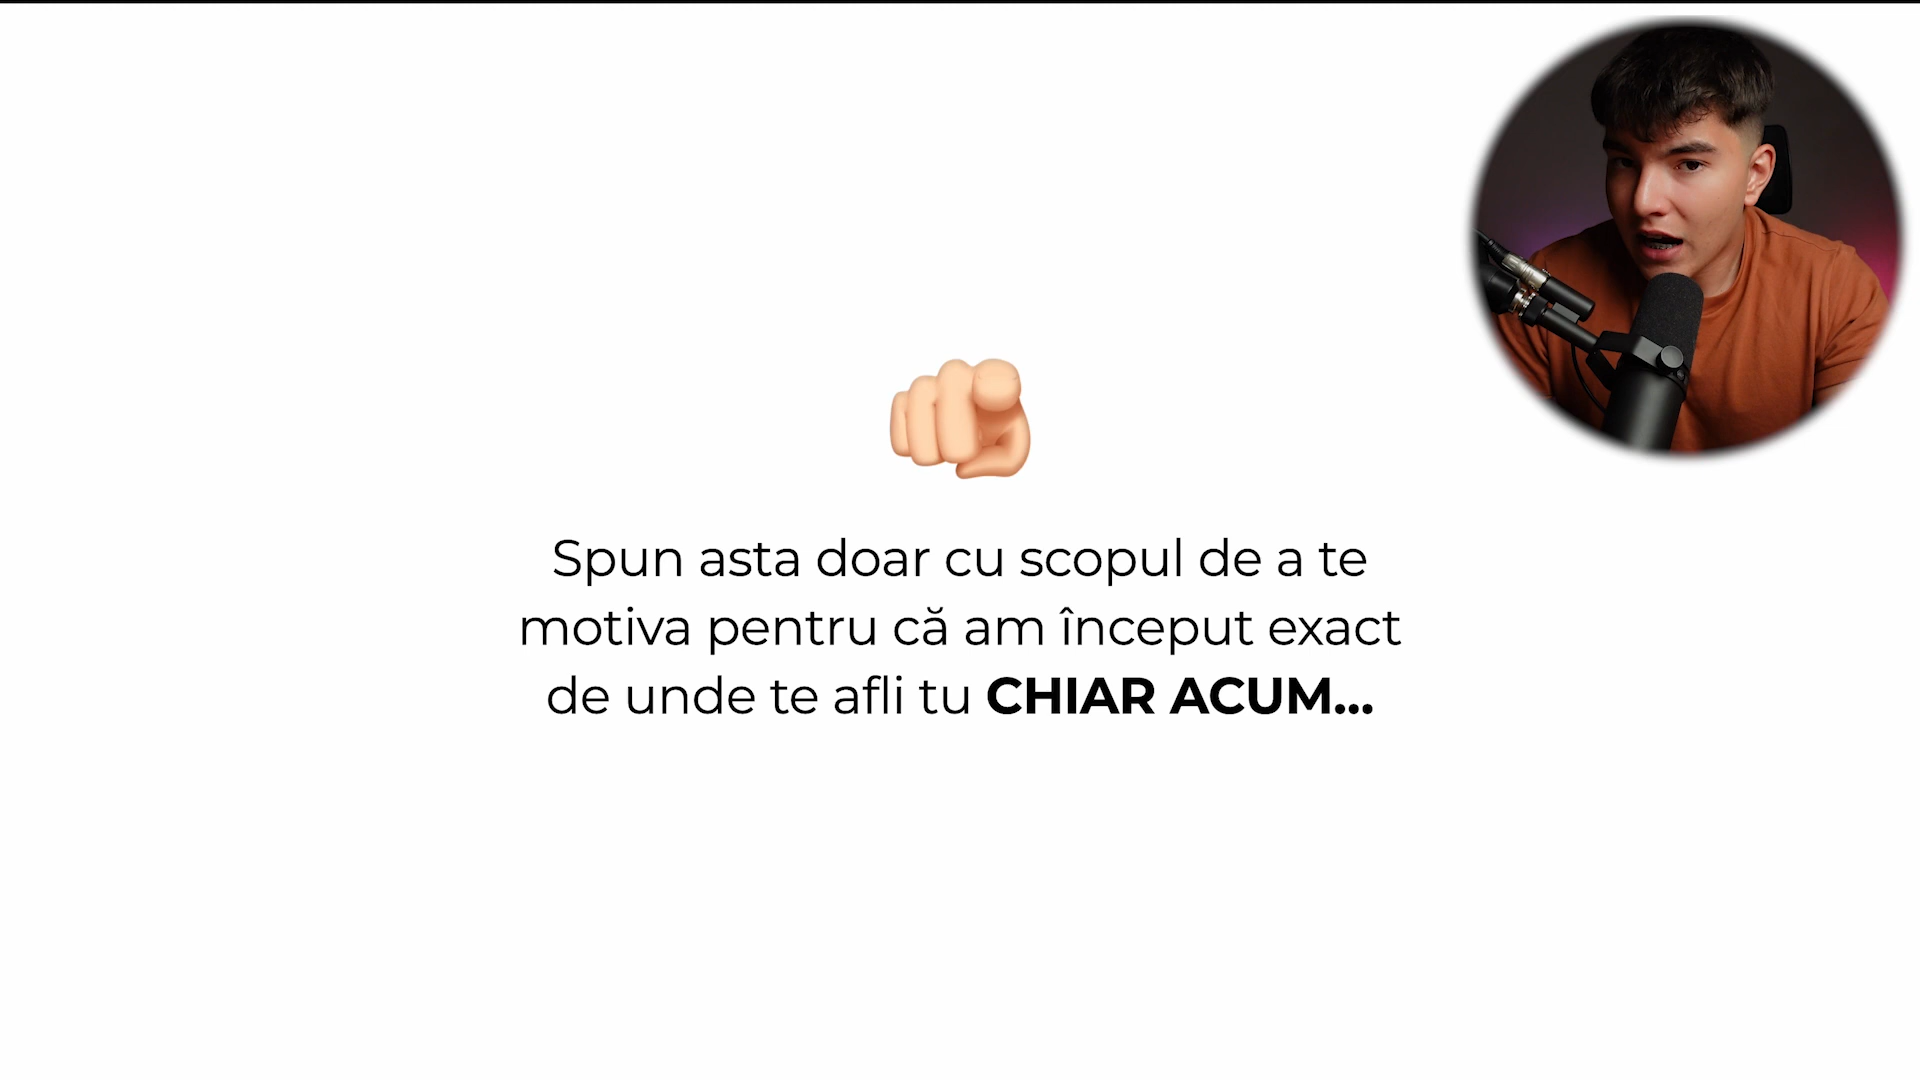 Spun asta doar cu scopul de a te
motiva pentru că am început exact
de unde te afli tu CHIAR ACUM...